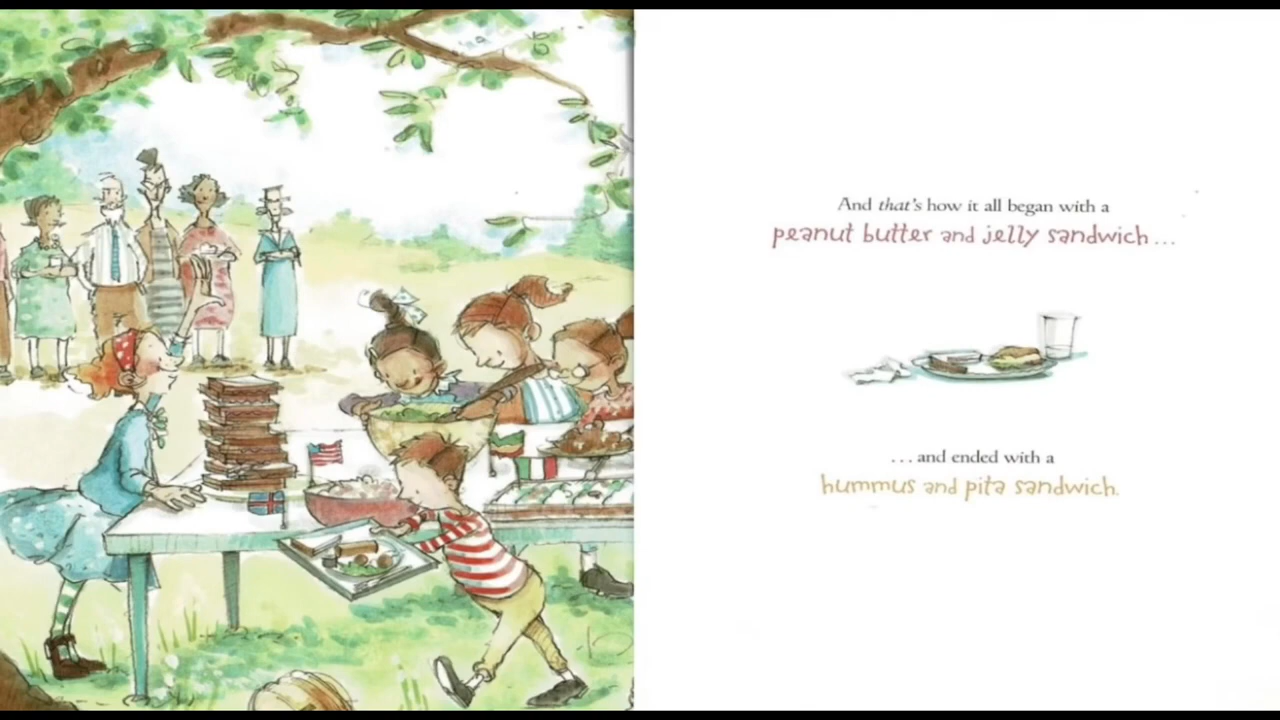 And that's how it all began with a
peanut butter and jelly sandwich ...
... and ended with a
hummus and pita sandwich.